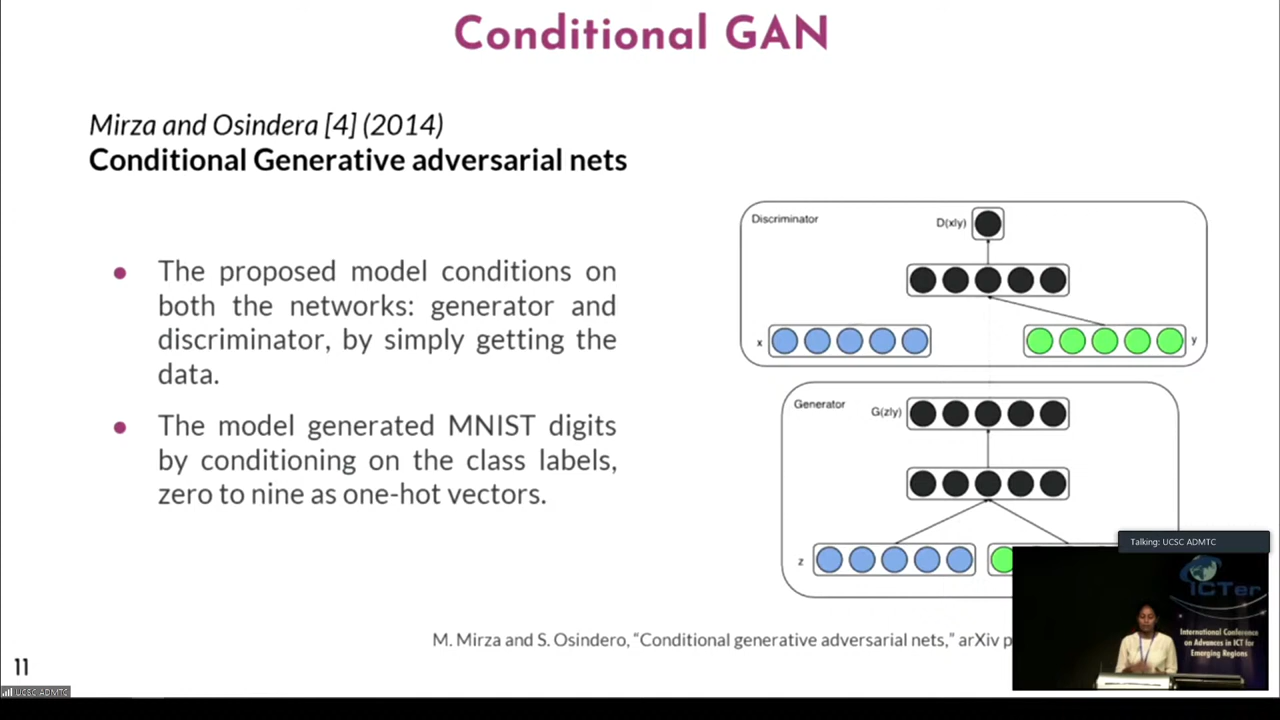 Conditional GAN
Mirza and Osindera [4] (2014)
Conditional Generative adversarial nets
● The proposed model conditions on
both the networks: generator and
discriminator, by simply getting the
data.
● The model generated MNIST digits
by conditioning on the class labels,
zero to nine as one-hot vectors.
Discriminator
D(x|y)
x
y
Generator
G(z|y)
z
Talking: UCSC ADMTC
ICTer
International Conference
on Advances in ICT for
Emerging Regions
M. Mirza and S. Osindero, “Conditional generative adversarial nets,” arXiv p
11
UCSC ADMTC